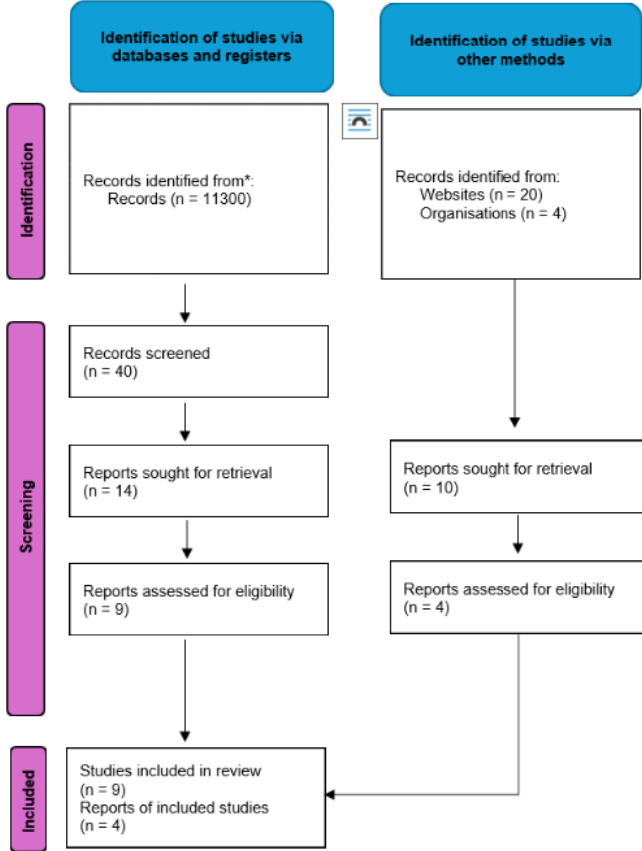 Identification of studies via
databases and registers
Identification of studies via
other methods
Identification
Records identified from*:
Records (n = 11300)
Records identified from:
Websites (n = 20)
Organisations (n = 4)
Screening
Records screened
(n = 40)
Reports sought for retrieval
(n = 14)
Reports sought for retrieval
(n = 10)
Reports assessed for eligibility
(n = 9)
Reports assessed for eligibility
(n = 4)
Included
Studies included in review
(n = 9)
Reports of included studies
(n = 4)